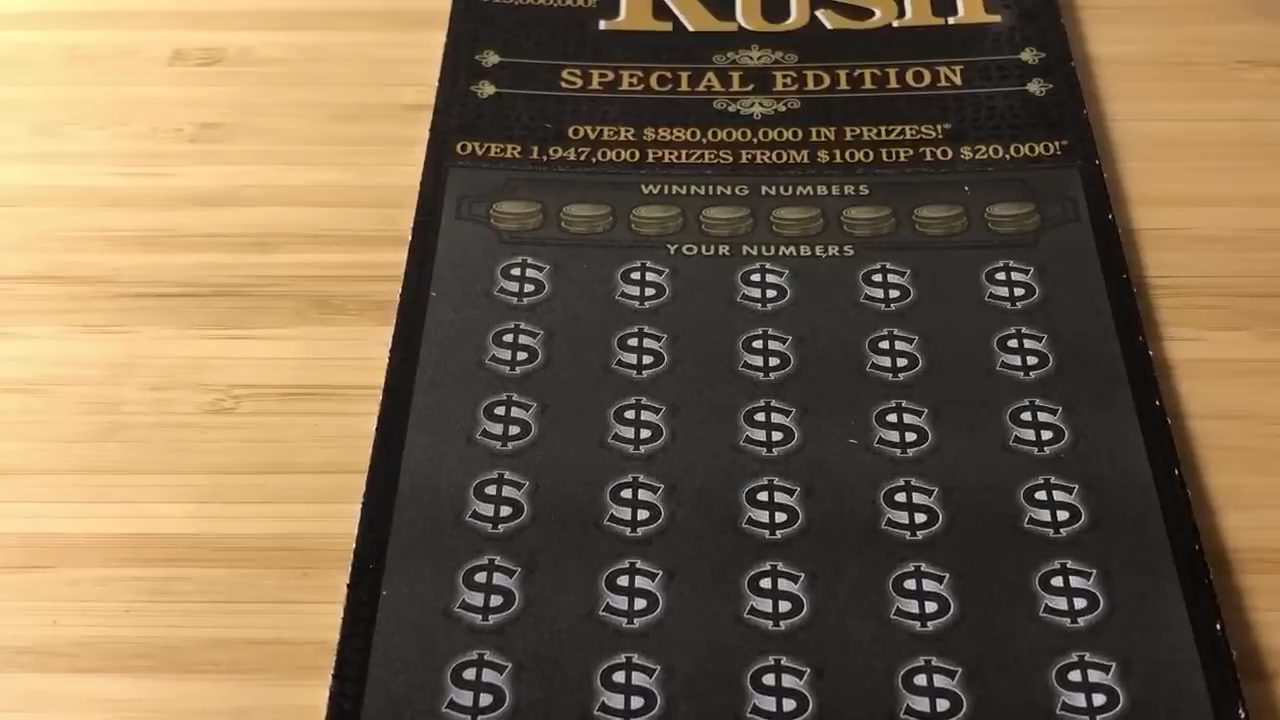 RUSH
SPECIAL EDITION
OVER $880,000,000 IN PRIZES!*
OVER 1,947,000 PRIZES FROM $100 UP TO $20,000!*
WINNING NUMBERS
YOUR NUMBERS
$ $ $ $ $
$ $ $ $ $
$ $ $ $ $
$ $ $ $ $
$ $ $ $ $
$ $ $ $ $